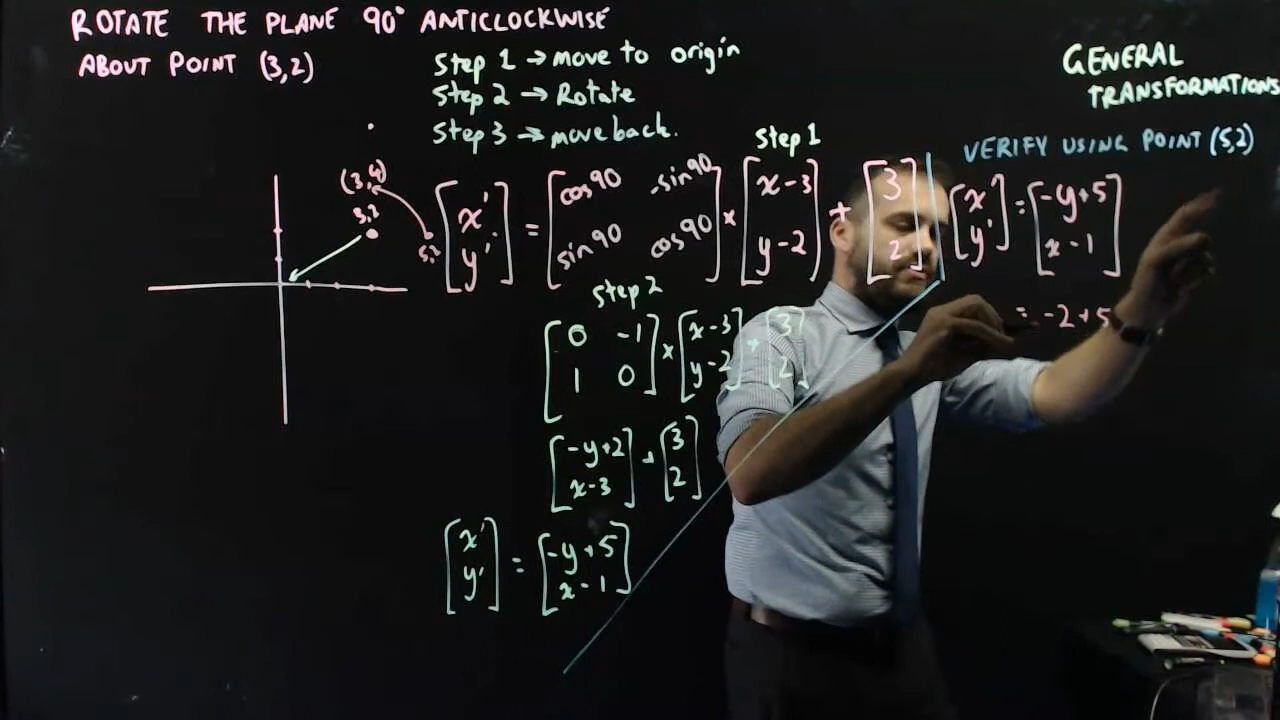 ROTATE THE PLANE 90° ANTICLOCKWISE
ABOUT POINT (3,2)
Step 1 → move to origin
Step 2 → Rotate
Step 3 → move back.
GENERAL
TRANSFORMATIONS
VERIFY USING POINT (5,2)
Step 1
(3,4)
3,2
5,2
[x' y'] = [cos90 -sin90 sin90 cos90] × [x-3 y-2] + [3 2]
[x' y'] = [-y+5 x-1]
= -2+5
Step 2
[0 -1 1 0] × [x-3 y-2] + [3 2]
[-y+2 x-3] + [3 2]
[x' y'] = [-y+5 x-1]